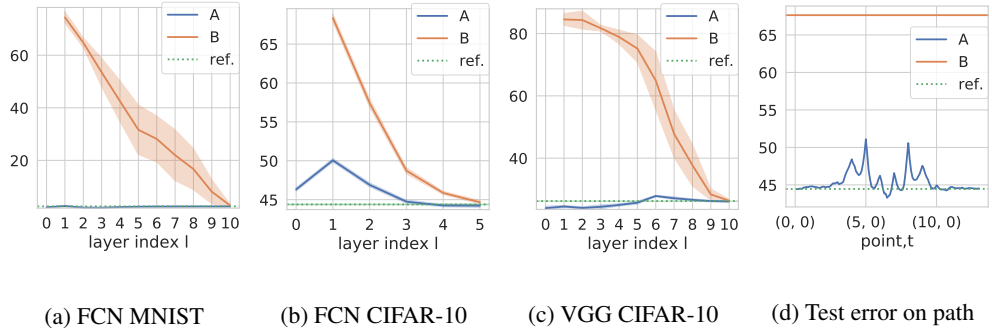 60
40
20
0 1 2 3 4 5 6 7 8 9 10
layer index l
A
B
ref.
(a) FCN MNIST
65
60
55
50
45
0 1 2 3 4 5
layer index l
A
B
ref.
(b) FCN CIFAR-10
80
60
40
0 1 2 3 4 5 6 7 8 9 10
layer index l
A
B
ref.
(c) VGG CIFAR-10
65
60
55
50
45
(0, 0) (5, 0) (10, 0)
point,t
A
B
ref.
(d) Test error on path